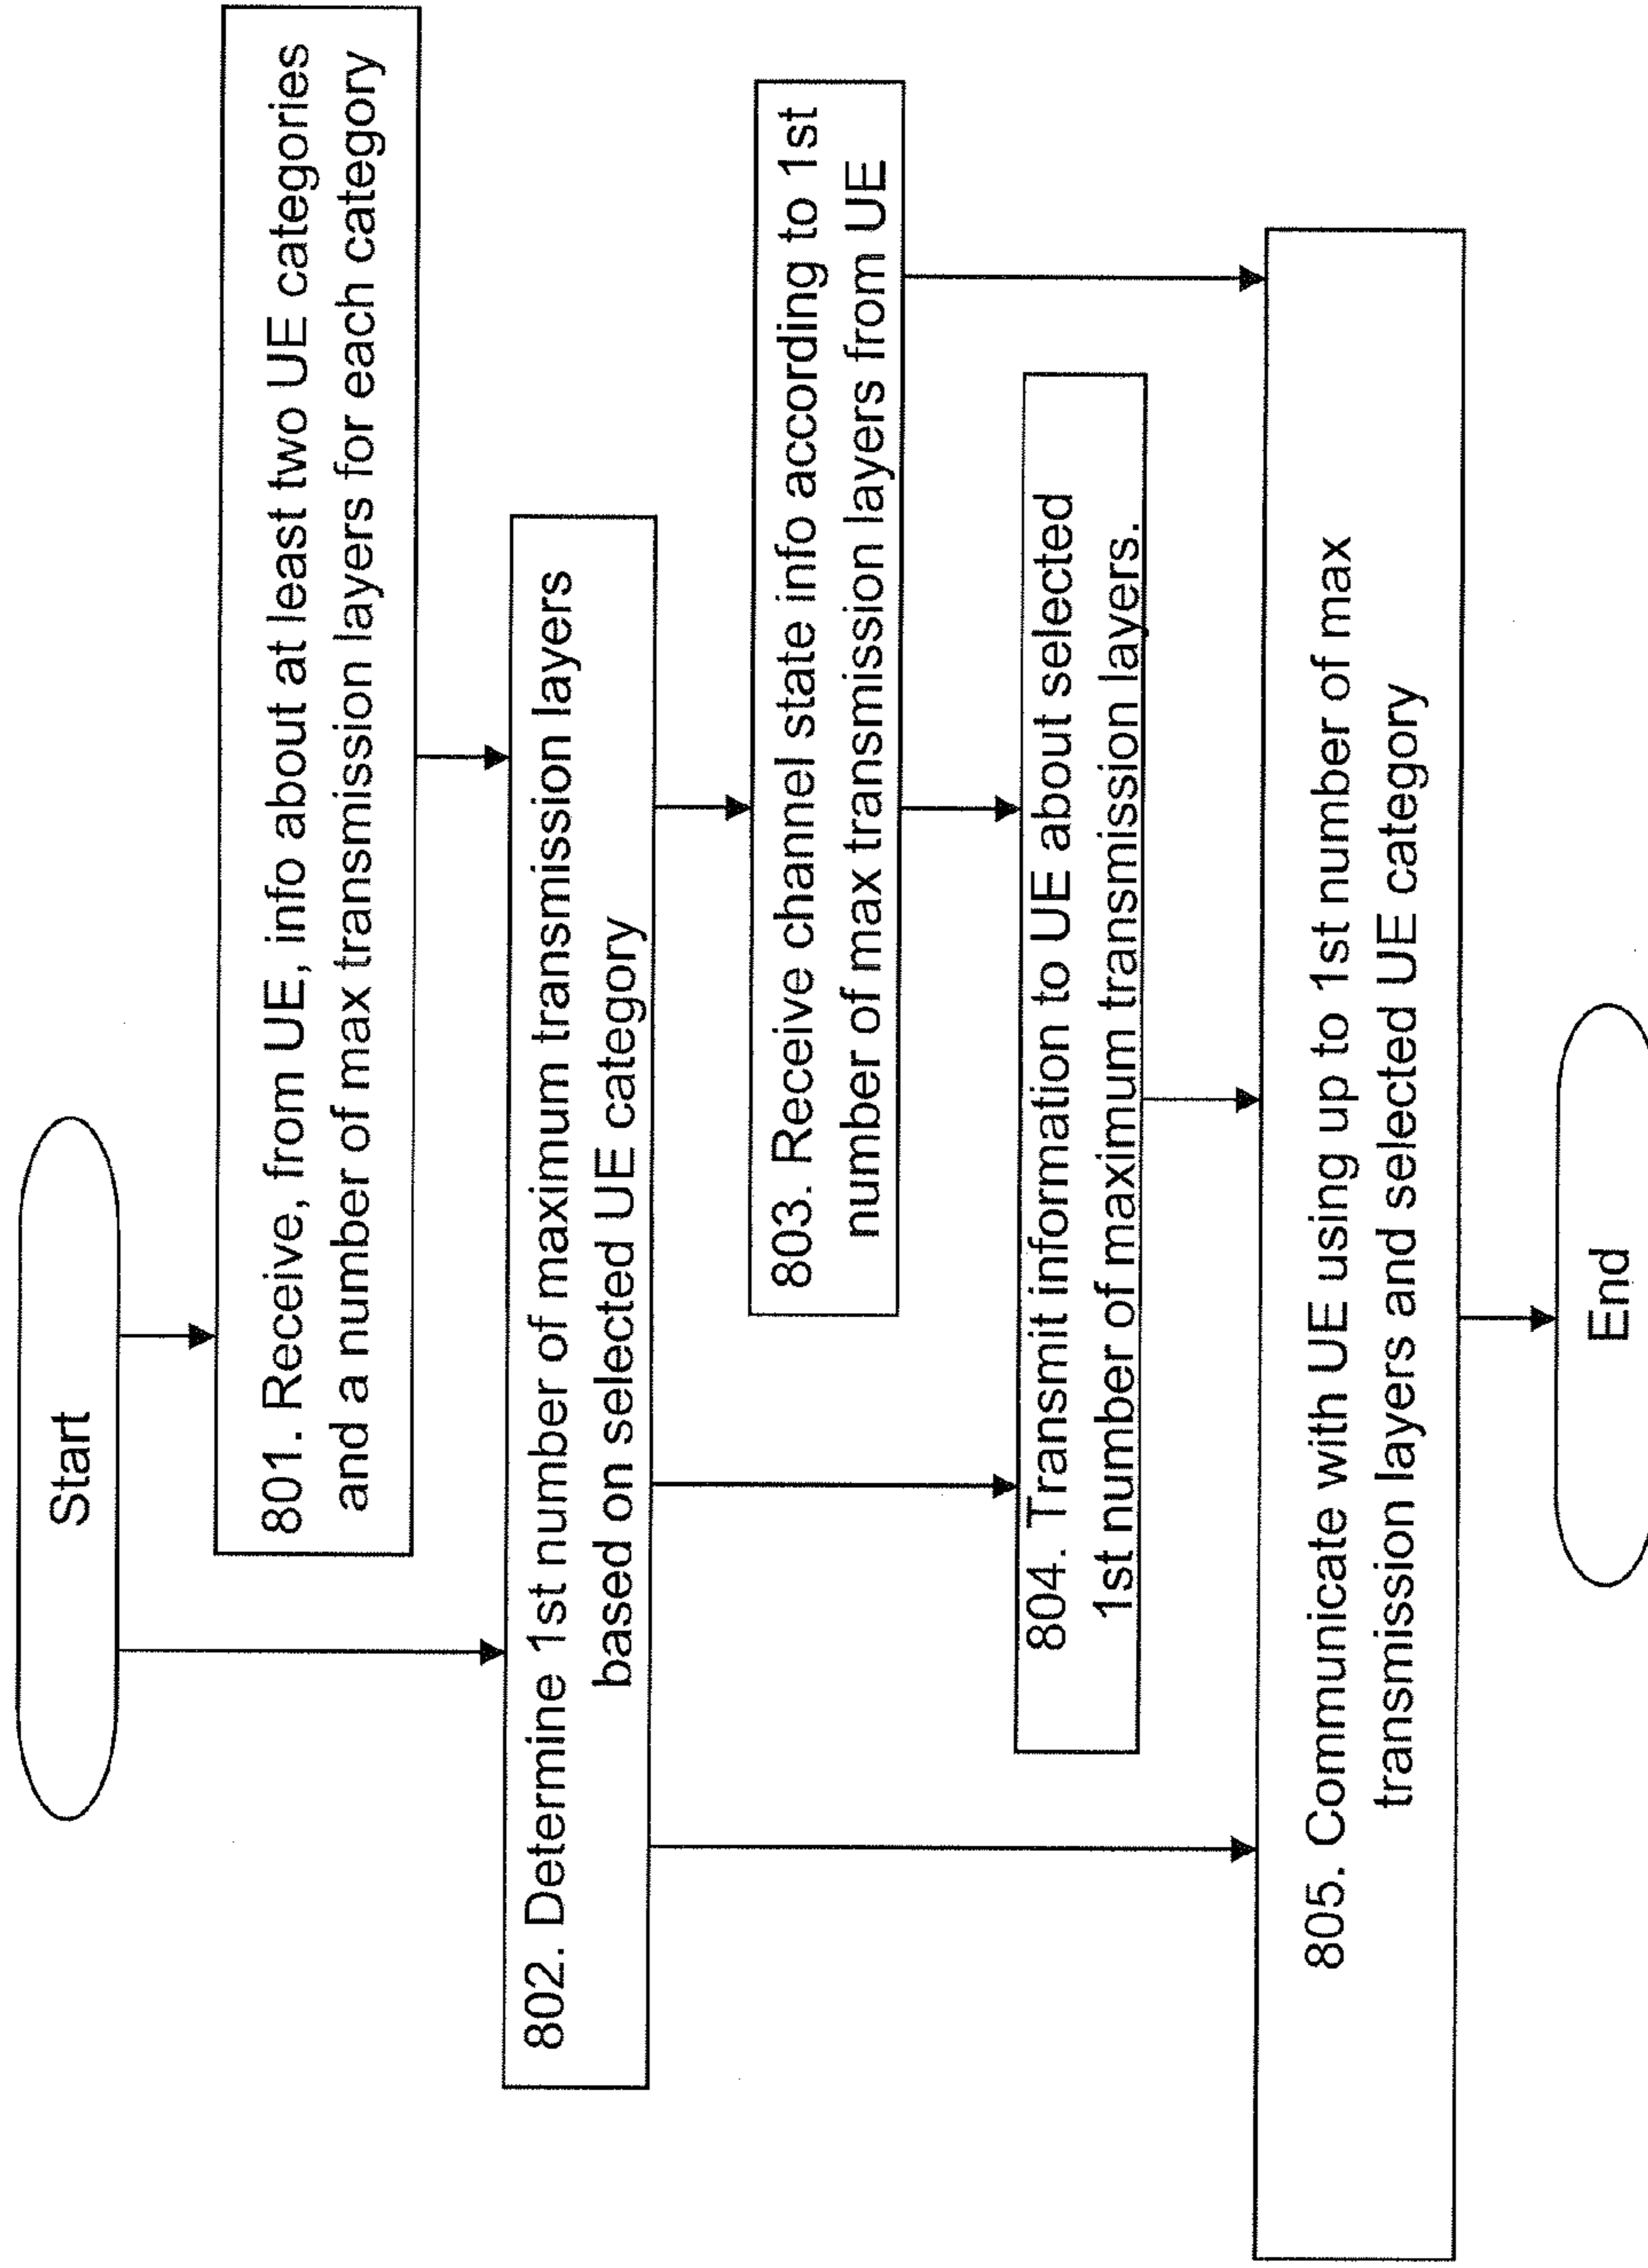 Start
801. Receive, from UE, info about at least two UE categories
and a number of max transmission layers for each category
802. Determine 1st number of maximum transmission layers
based on selected UE category
803. Receive channel state info according to 1st
number of max transmission layers from UE
804. Transmit information to UE about selected
1st number of maximum transmission layers.
805. Communicate with UE using up to 1st number of max
transmission layers and selected UE category
End